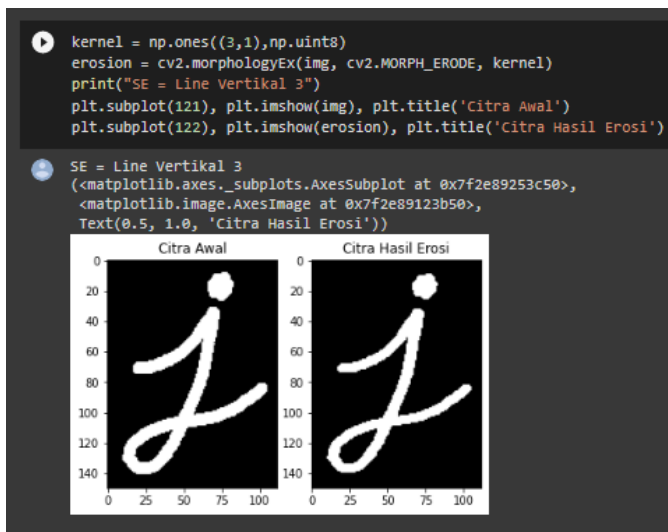 kernel = np.ones((3,1),np.uint8)
erosion = cv2.morphologyEx(img, cv2.MORPH_ERODE, kernel)
print("SE = Line Vertikal 3")
plt.subplot(121), plt.imshow(img), plt.title('Citra Awal')
plt.subplot(122), plt.imshow(erosion), plt.title('Citra Hasil Erosi')
SE = Line Vertikal 3
(<matplotlib.axes._subplots.AxesSubplot at 0x7f2e89253c50>,
<matplotlib.image.AxesImage at 0x7f2e89123b50>,
Text(0.5, 1.0, 'Citra Hasil Erosi'))
Citra Awal Citra Hasil Erosi
0 0
20 20
40 40
60 60
80 80
100 100
120 120
140 140
0 25 50 75 100 0 25 50 75 100
j j